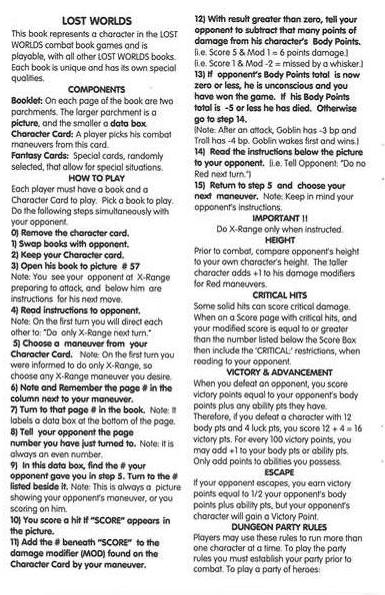 LOST WORLDS
This book represents a character in the LOST
WORLDS combat book games and is
playable, with all other LOST WORLDS books.
Each book is unique and has its own special
qualities.
COMPONENTS
Booklet: On each page of the book are two
parchments. The larger parchment is a
picture, and the smaller a data box.
Character Card: A player picks his combat
maneuvers from this card.
Fantasy Cards: Special cards, randomly
selected, that allow for special situations.
HOW TO PLAY
Each player must have a book and a
Character Card to play. Pick a book to play.
Do the following steps simultaneously with
your opponent.
0) Remove the character card.
1) Swap books with opponent.
2) Keep your Character card.
3) Open his book to picture # 57
Note: You see your opponent at X-Range
preparing to attack, and below him are
instructions for his next move.
4) Read instructions to opponent.
Note: On the first turn you will direct each
other to: "Do only X-Range next turn."
5) Choose a maneuver from your
Character Card. Note: On the first turn you
were informed to do only X-Range, so
choose any X-Range maneuver you desire.
6) Note and Remember the page # in the
column next to your maneuver.
7) Turn to that page # in the book. Note: It
labels a data box at the bottom of the page.
8) Tell your opponent the page
number you have just turned to. Note: It is
always an even number.
9) In this data box, find the # your
opponent gave you in step 5. Turn to the #
listed beside it. Note: This is always a picture
showing your opponent's maneuver, or you
scoring on him.
10) You score a hit if "SCORE" appears in
the picture.
11) Add the # beneath "SCORE" to the
damage modifier (MOD) found on the
Character Card by your maneuver.
12) With result greater than zero, tell your
opponent to subtract that many points of
damage from his character's Body Points.
(i.e. Score 5 & Mod 1 = 6 points damage.)
(i.e. Score 1 & Mod -2 = missed by a whisker.)
13) If opponent's Body Points total is now
zero or less, he is unconscious and you
have won the game. If his Body Points
total is -5 or less he has died. Otherwise
go to step 14.
(Note: After an attack, Goblin has -3 bp and
Troll has -4 bp. Goblin wakes first and wins.)
14) Read the instructions below the picture
to your opponent. (i.e. Tell Opponent: "Do no
Red next turn.")
15) Return to step 5 and choose your
next maneuver. Note: Keep in mind your
opponent's instructions.
IMPORTANT !!
Do X-Range only when instructed.
HEIGHT
Prior to combat, compare opponent's height
to your own character's height. The taller
character adds +1 to his damage modifiers
for Red maneuvers.
CRITICAL HITS
Some solid hits can score critical damage.
When on a Score page with critical hits, and
your modified score is equal to or greater
than the number listed below the Score Box
then include the 'CRITICAL:' restrictions, when
reading to your opponent.
VICTORY & ADVANCEMENT
When you defeat an opponent, you score
victory points equal to your opponent's body
points plus any ability pts they have.
Therefore, if you defeat a character with 12
body pts and 4 luck pts, you score 12 + 4 = 16
victory pts. For every 100 victory points, you
may add +1 to your body pts or ability pts.
Only add points to abilities you possess.
ESCAPE
If your opponent escapes, you earn victory
points equal to 1/2 your opponent's body
points plus ability pts, but your opponent's
character will gain a Victory Point.
DUNGEON PARTY RULES
Players may use these rules to run more than
one character at a time. To play the party
rules you must establish your party prior to
combat. To play a party of heroes: